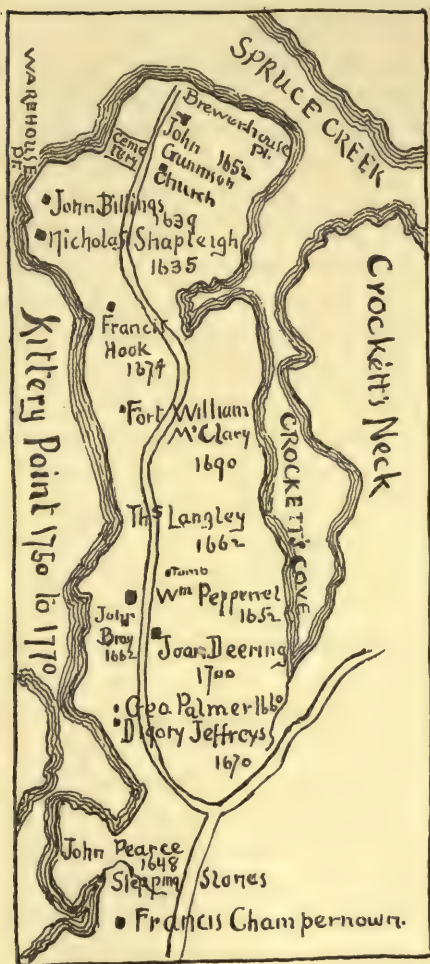 SPRUCE CREEK
WAREHOUSE
Pt.
Brewerhouse
Pt.
John 1652
Gunnison
Church
John Billings
1639
Nicholas Shapleigh
1635
Francis
Hook
1674
Crockett's Neck
CROCKETT'S COVE
Kittery Point 1750 to 1770
Fort William
McClary
1690
Ths Langley
1662
Tomb
Wm Pepperrel
1652
John
Bray
1662
Joan Deering
1700
Geo. Palmer 1660
Digory Jeffreys
1670
John Pearce
1648
Stepping Stones
Francis Champernown.